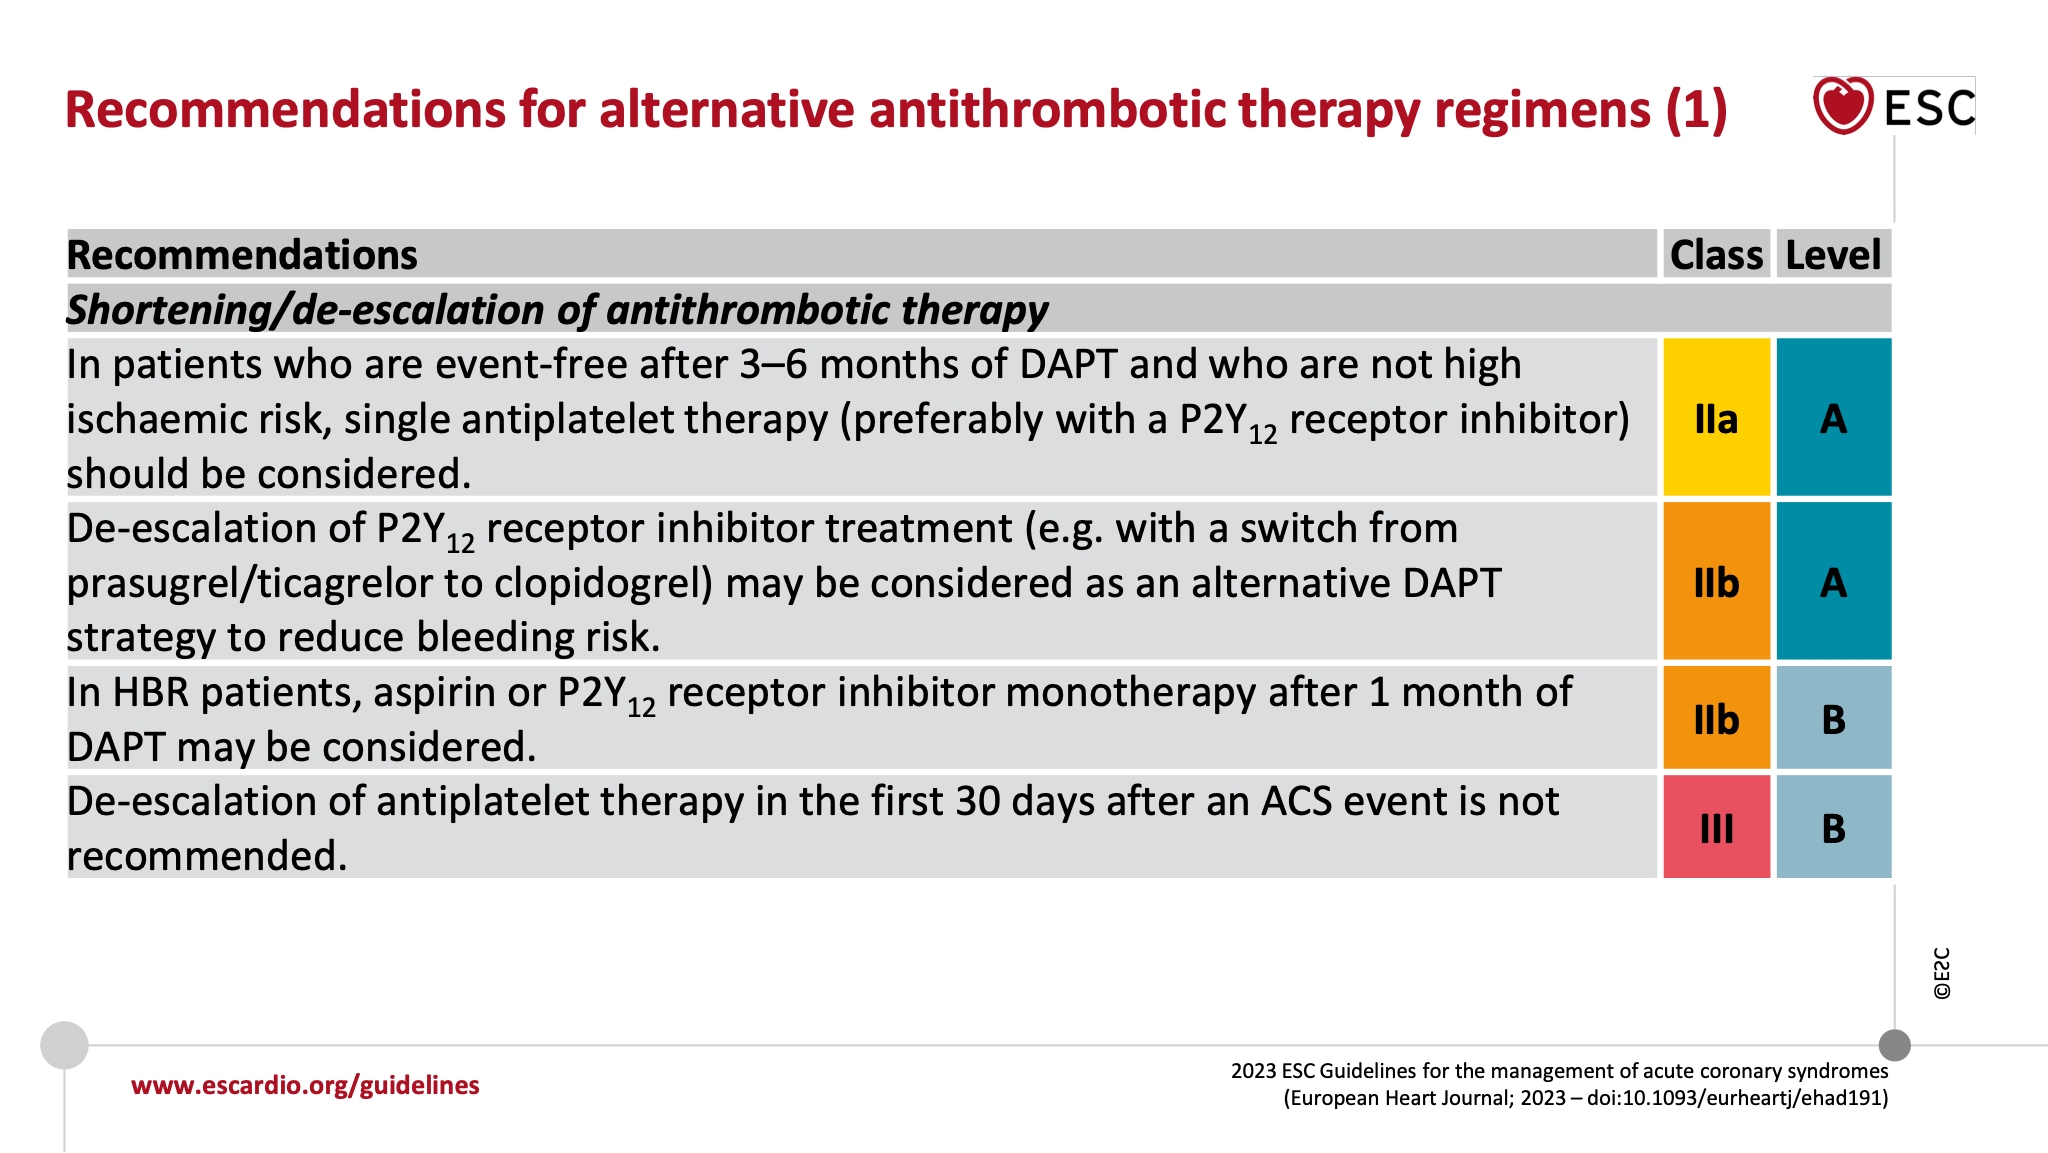 Recommendations for alternative antithrombotic therapy regimens (1)
ESC
Recommendations Class Level
Shortening/de-escalation of antithrombotic therapy
In patients who are event-free after 3–6 months of DAPT and who are not high
ischaemic risk, single antiplatelet therapy (preferably with a P2Y12 receptor inhibitor)
should be considered.
IIa A
De-escalation of P2Y12 receptor inhibitor treatment (e.g. with a switch from
prasugrel/ticagrelor to clopidogrel) may be considered as an alternative DAPT
strategy to reduce bleeding risk.
IIb A
In HBR patients, aspirin or P2Y12 receptor inhibitor monotherapy after 1 month of
DAPT may be considered.
IIb B
De-escalation of antiplatelet therapy in the first 30 days after an ACS event is not
recommended.
III B
©ESC
www.escardio.org/guidelines
2023 ESC Guidelines for the management of acute coronary syndromes
(European Heart Journal; 2023 – doi:10.1093/eurheartj/ehad191)